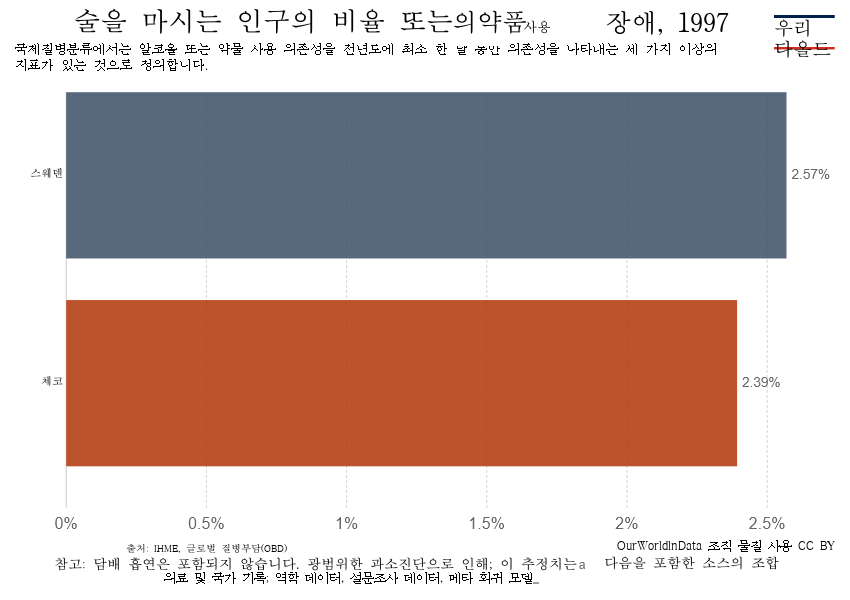 술을 마시는 인구의 비율 또는의약품사용 장애, 1997
우리
다음드
국제질병분류에서는 알코올 또는 약물 사용 의존성을 전년도에 최소 한 달 동안 의존성을 나타내는 세 가지 이상의
지표가 있는 것으로 정의합니다.
스웨덴
2.57%
체코
2.39%
0% 0.5% 1% 1.5% 2% 2.5%
출처: IHME, 글로벌 질병부담(OBD)
OurWorldInData 조직 물질 사용 CC BY
참고: 담배 흡연은 포함되지 않습니다. 광범위한 과소진단으로 인해; 이 추정치는a 다음을 포함한 소스의 조합
의료 및 국가 기록; 역학 데이터, 설문조사 데이터, 메타 회귀 모델_